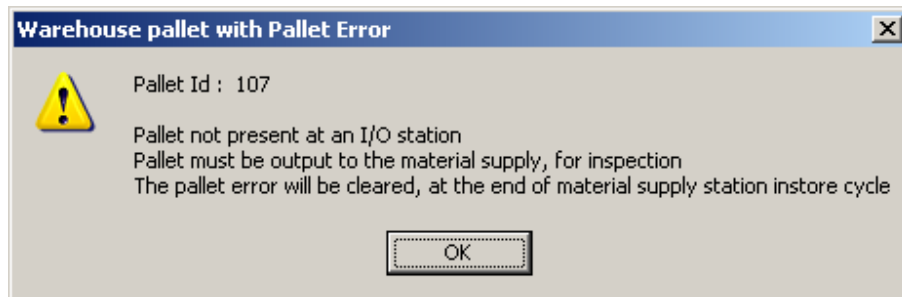 Warehouse pallet with Pallet Error
Pallet Id : 107
Pallet not present at an I/O station
Pallet must be output to the material supply, for inspection
The pallet error will be cleared, at the end of material supply station instore cycle
OK